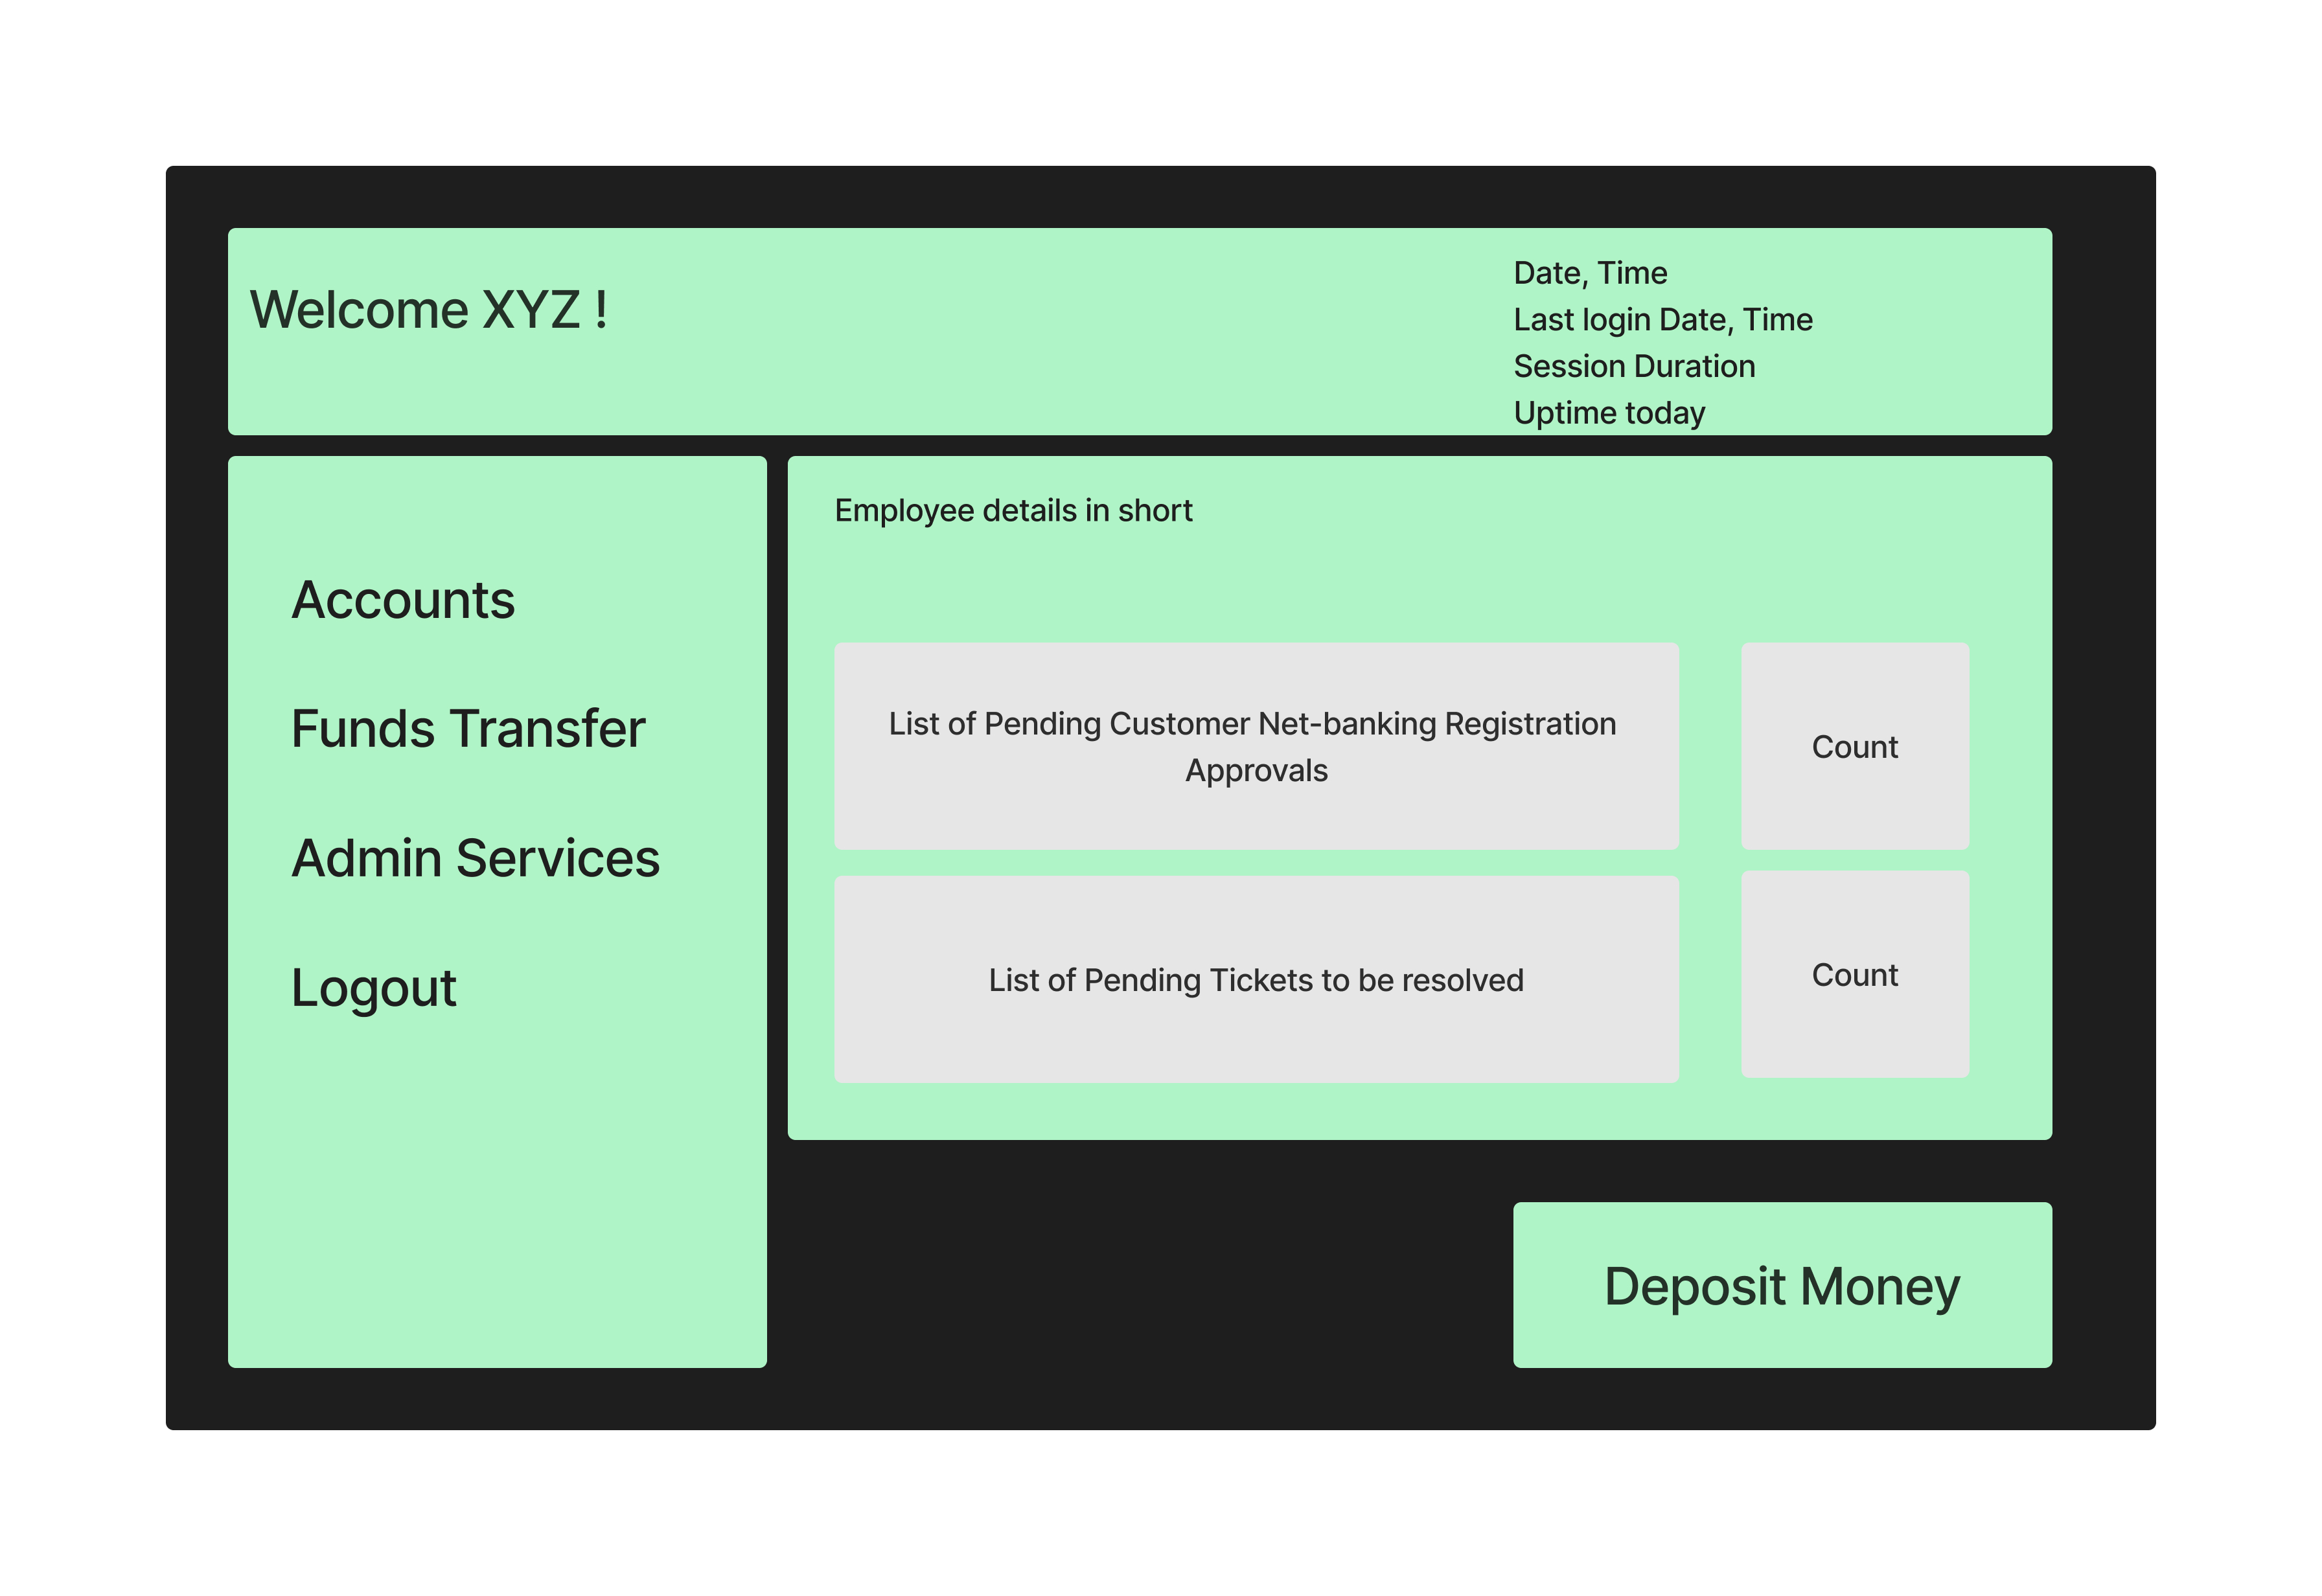 Welcome XYZ !
Date, Time
Last login Date, Time
Session Duration
Uptime today
Accounts
Funds Transfer
Admin Services
Logout
Employee details in short
List of Pending Customer Net-banking Registration
Approvals
Count
List of Pending Tickets to be resolved
Count
Deposit Money